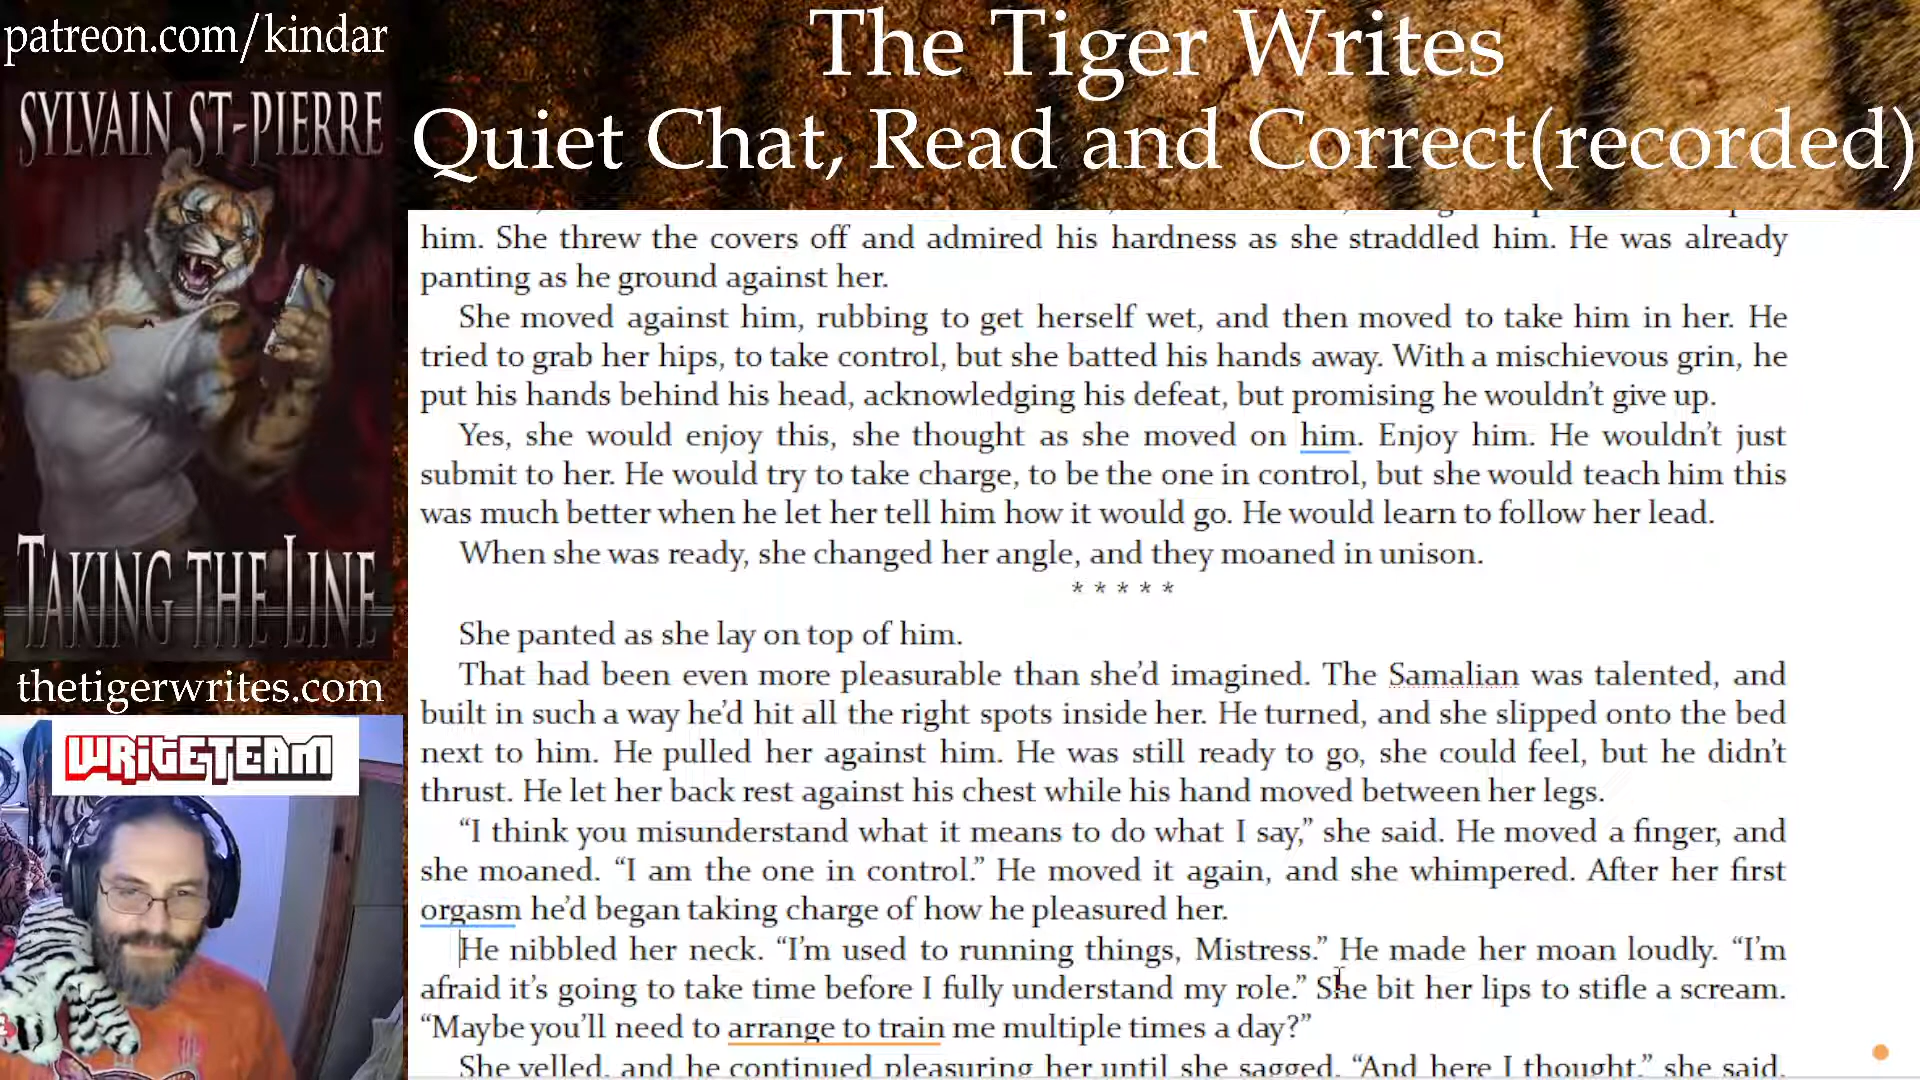 patreon.com/kindar
SYLVAIN ST-PIERRE
TAKING THE LINE
thetigerwrites.com
WRITETEAM
The Tiger Writes
Quiet Chat, Read and Correct(recorded)
him. She threw the covers off and admired his hardness as she straddled him. He was already
panting as he ground against her.
She moved against him, rubbing to get herself wet, and then moved to take him in her. He
tried to grab her hips, to take control, but she batted his hands away. With a mischievous grin, he
put his hands behind his head, acknowledging his defeat, but promising he wouldn’t give up.
Yes, she would enjoy this, she thought as she moved on him. Enjoy him. He wouldn’t just
submit to her. He would try to take charge, to be the one in control, but she would teach him this
was much better when he let her tell him how it would go. He would learn to follow her lead.
When she was ready, she changed her angle, and they moaned in unison.
* * * * *
She panted as she lay on top of him.
That had been even more pleasurable than she’d imagined. The Samalian was talented, and
built in such a way he’d hit all the right spots inside her. He turned, and she slipped onto the bed
next to him. He pulled her against him. He was still ready to go, she could feel, but he didn’t
thrust. He let her back rest against his chest while his hand moved between her legs.
“I think you misunderstand what it means to do what I say,” she said. He moved a finger, and
she moaned. “I am the one in control.” He moved it again, and she whimpered. After her first
orgasm he’d began taking charge of how he pleasured her.
He nibbled her neck. “I’m used to running things, Mistress.” He made her moan loudly. “I’m
afraid it’s going to take time before I fully understand my role.” She bit her lips to stifle a scream.
“Maybe you’ll need to arrange to train me multiple times a day?”
She yelled, and he continued pleasuring her until she sagged. “And here I thought,” she said,